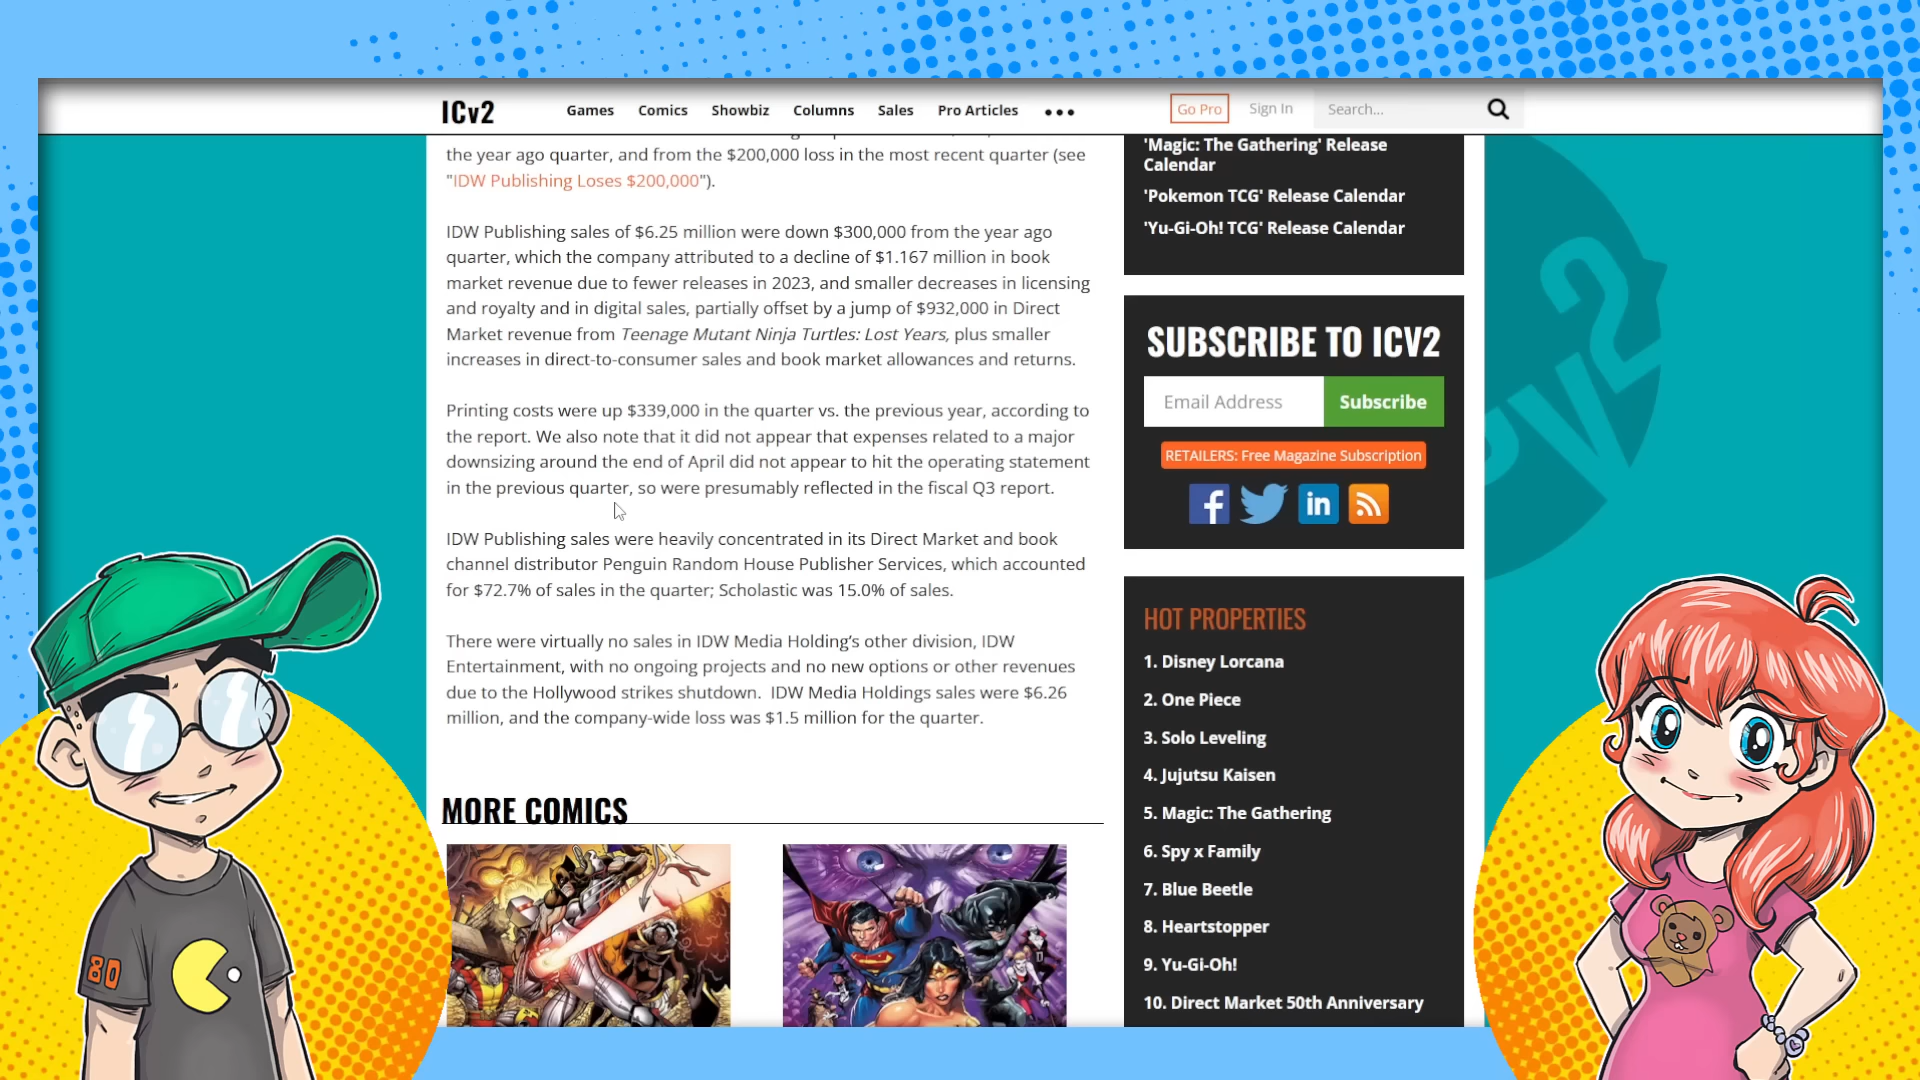 ICv2
Games
Comics
Showbiz
Columns
Sales
Pro Articles
Go Pro
Sign In
Search...
the year ago quarter, and from the $200,000 loss in the most recent quarter (see
"IDW Publishing Loses $200,000").
IDW Publishing sales of $6.25 million were down $300,000 from the year ago
quarter, which the company attributed to a decline of $1.167 million in book
market revenue due to fewer releases in 2023, and smaller decreases in licensing
and royalty and in digital sales, partially offset by a jump of $932,000 in Direct
Market revenue from Teenage Mutant Ninja Turtles: Lost Years, plus smaller
increases in direct-to-consumer sales and book market allowances and returns.
Printing costs were up $339,000 in the quarter vs. the previous year, according to
the report. We also note that it did not appear that expenses related to a major
downsizing around the end of April did not appear to hit the operating statement
in the previous quarter, so were presumably reflected in the fiscal Q3 report.
IDW Publishing sales were heavily concentrated in its Direct Market and book
channel distributor Penguin Random House Publisher Services, which accounted
for $72.7% of sales in the quarter; Scholastic was 15.0% of sales.
There were virtually no sales in IDW Media Holding's other division, IDW
Entertainment, with no ongoing projects and no new options or other revenues
due to the Hollywood strikes shutdown. IDW Media Holdings sales were $6.26
million, and the company-wide loss was $1.5 million for the quarter.
MORE COMICS
'Magic: The Gathering' Release
Calendar
'Pokemon TCG' Release Calendar
'Yu-Gi-Oh! TCG' Release Calendar
SUBSCRIBE TO ICV2
Email Address
Subscribe
RETAILERS: Free Magazine Subscription
HOT PROPERTIES
1. Disney Lorcana
2. One Piece
3. Solo Leveling
4. Jujutsu Kaisen
5. Magic: The Gathering
6. Spy x Family
7. Blue Beetle
8. Heartstopper
9. Yu-Gi-Oh!
10. Direct Market 50th Anniversary
80